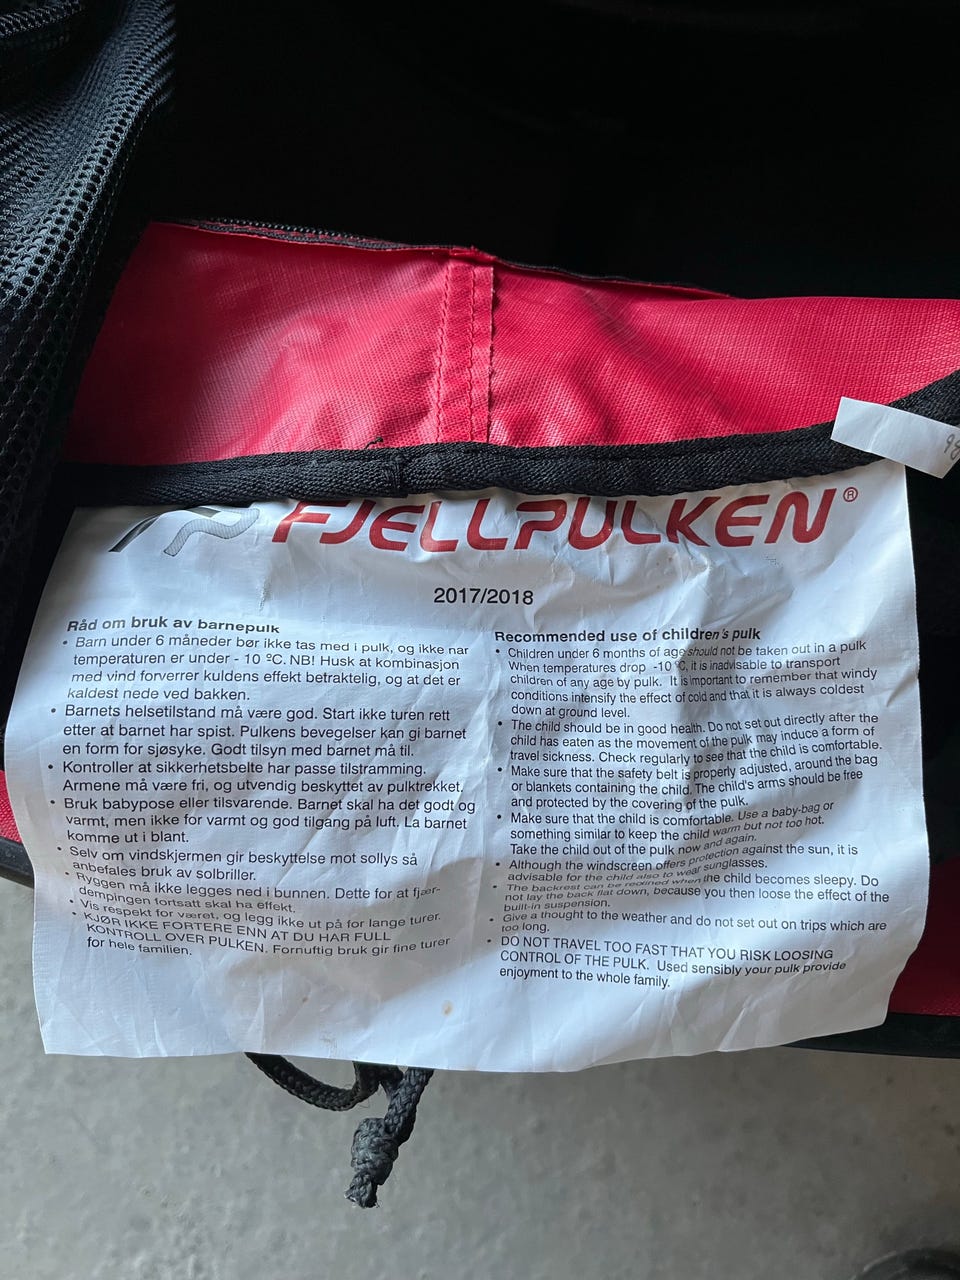 FJELLPULKEN®
2017/2018
Råd om bruk av barnepulk
• Barn under 6 måneder bør ikke tas med i pulk, og ikke nar
temperaturen er under - 10 ºC. NB! Husk at kombinasjon
med vind forverrer kuldens effekt betraktelig, og at det er
kaldest nede ved bakken.
• Barnets helsetilstand må være god. Start ikke turen rett
etter at barnet har spist. Pulkens bevegelser kan gi barnet
en form for sjøsyke. Godt tilsyn med barnet må til.
• Kontroller at sikkerhetsbelte har passe tilstramming.
Armene må være fri, og utvendig beskyttet av pulktrekket.
• Bruk babypose eller tilsvarende. Barnet skal ha det godt og
varmt, men ikke for varmt og god tilgang på luft. La barnet
komme ut i blant.
• Selv om vindskjermen gir beskyttelse mot sollys så
anbefales bruk av solbriller.
• Ryggen må ikke legges ned i bunnen. Dette for at fjær-
dempingen fortsatt skal ha effekt.
• Vis respekt for været, og legg ikke ut på for lange turer.
• KJØR IKKE FORTERE ENN AT DU HAR FULL
KONTROLL OVER PULKEN. Fornuftig bruk gir fine turer
for hele familien.
Recommended use of children's pulk
• Children under 6 months of age should not be taken out in a pulk
When temperatures drop -10 ºC, it is inadvisable to transport
children of any age by pulk. It is important to remember that windy
conditions intensify the effect of cold and that it is always coldest
down at ground level.
• The child should be in good health. Do not set out directly after the
child has eaten as the movement of the pulk may induce a form of
travel sickness. Check regularly to see that the child is comfortable.
• Make sure that the safety belt is properly adjusted, around the bag
or blankets containing the child. The child's arms should be free
and protected by the covering of the pulk.
• Make sure that the child is comfortable. Use a baby-bag or
something similar to keep the child warm but not too hot.
Take the child out of the pulk now and again.
• Although the windscreen offers protection against the sun, it is
advisable for the child also to wear sunglasses.
• The backrest can be reclined when the child becomes sleepy. Do
not lay the back flat down, because you then loose the effect of the
built-in suspension.
• Give a thought to the weather and do not set out on trips which are
too long.
• DO NOT TRAVEL TOO FAST THAT YOU RISK LOOSING
CONTROL OF THE PULK. Used sensibly your pulk provide
enjoyment to the whole family.